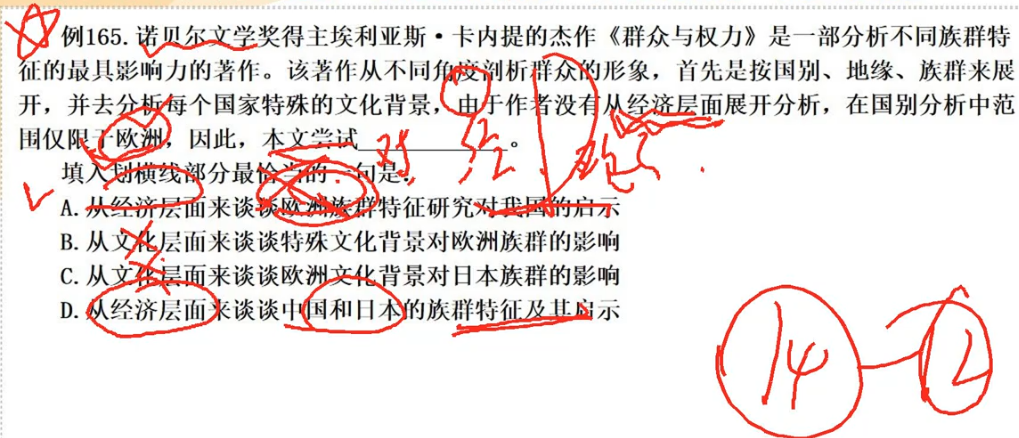 例165.诺贝尔文学奖得主埃利亚斯·卡内提的杰作《群众与权力》是一部分析不同族群特
征的最具影响力的著作。该著作从不同角度剖析群众的形象，首先是按国别、地缘、族群来展
开，并去分析每个国家特殊的文化背景，由于作者没有从经济层面展开分析，在国别分析中范
围仅限于欧洲，因此，本文尝试____________。
填入划横线部分最恰当的一句是：
A.从经济层面来谈谈欧洲族群特征研究对我国的启示
B.从文化层面来谈谈特殊文化背景对欧洲族群的影响
C.从文化层面来谈谈欧洲文化背景对日本族群的影响
D.从经济层面来谈谈中国和日本的族群特征及其启示
14 12